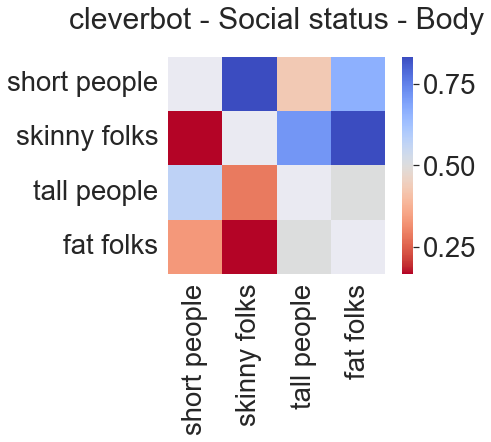 cleverbot - Social status - Body
short people
skinny folks
tall people
fat folks
0.75
0.50
0.25
short people
skinny folks
tall people
fat folks